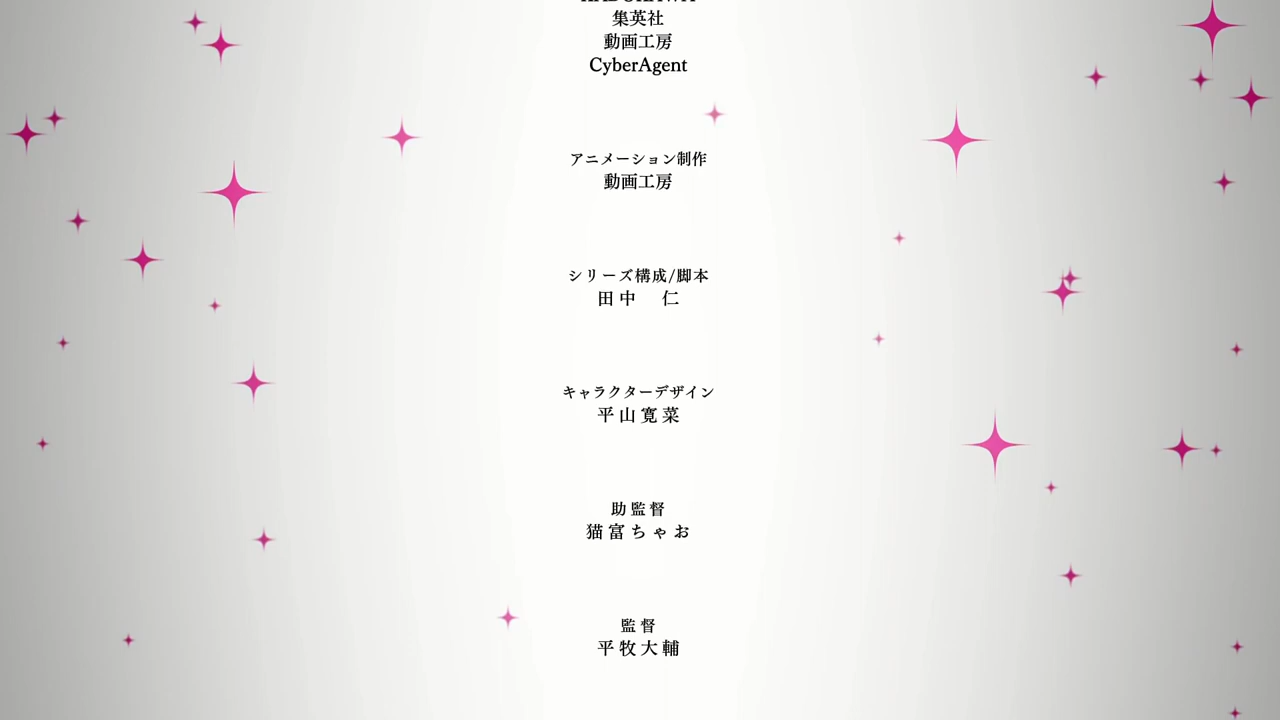 KADOKAWA
集英社
動画工房
CyberAgent
アニメーション制作
動画工房
シリーズ構成/脚本
田中 仁
キャラクターデザイン
平山寛菜
助監督
猫富ちゃお
監督
平牧大輔